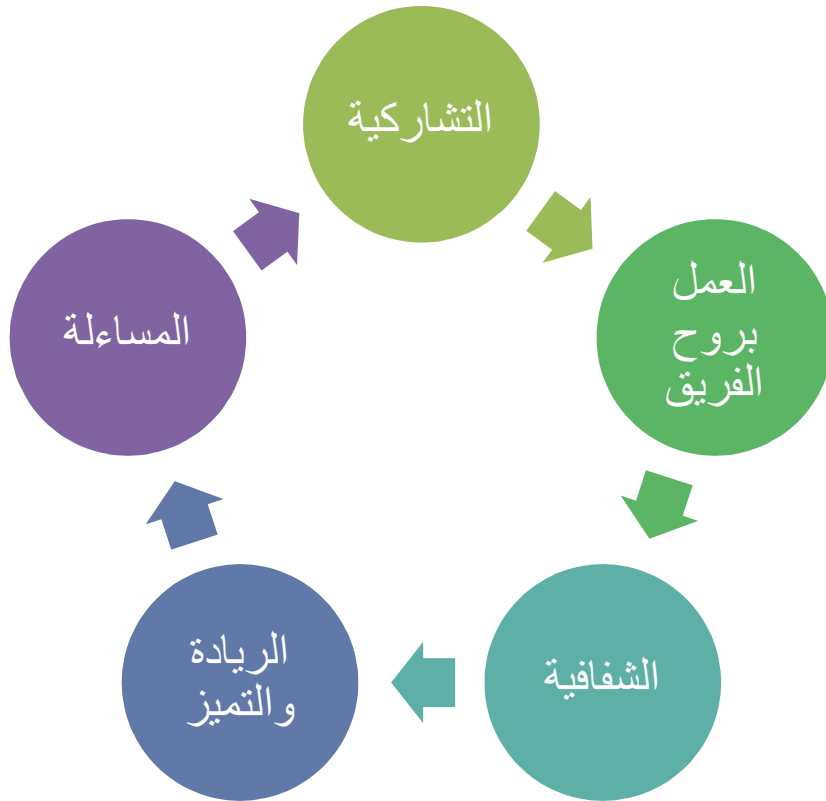 التشاركية
العمل
بروح
الفريق
الشفافية
الريادة
والتميز
المساءلة